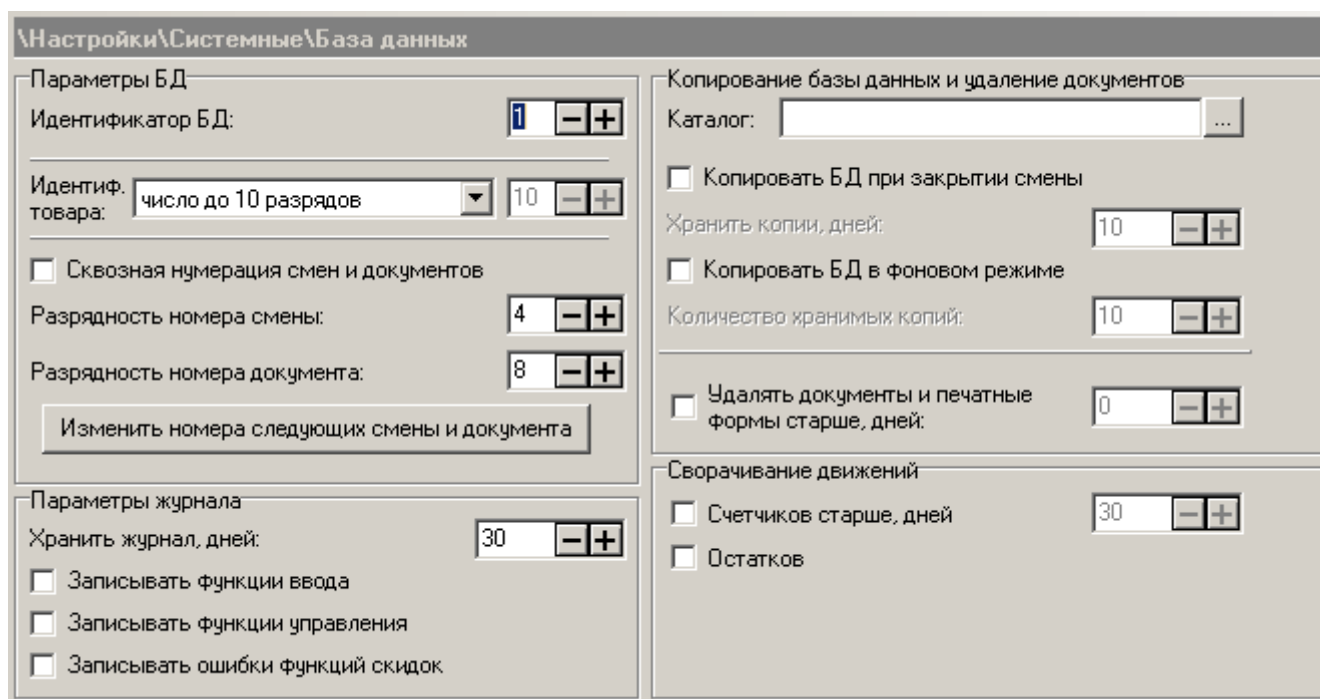 \Настройки\Системные\База данных
Параметры БД
Идентификатор БД: 1
Идентиф.
товара: число до 10 разрядов 10
Сквозная нумерация смен и документов
Разрядность номера смены: 4
Разрядность номера документа: 8
Изменить номера следующих смены и документа
Параметры журнала
Хранить журнал, дней: 30
Записывать функции ввода
Записывать функции управления
Записывать ошибки функций скидок
Копирование базы данных и удаление документов
Каталог: ...
Копировать БД при закрытии смены
Хранить копии, дней: 10
Копировать БД в фоновом режиме
Количество хранимых копий: 10
Удалять документы и печатные
формы старше, дней: 0
Сворачивание движений
Счетчиков старше, дней 30
Остатков